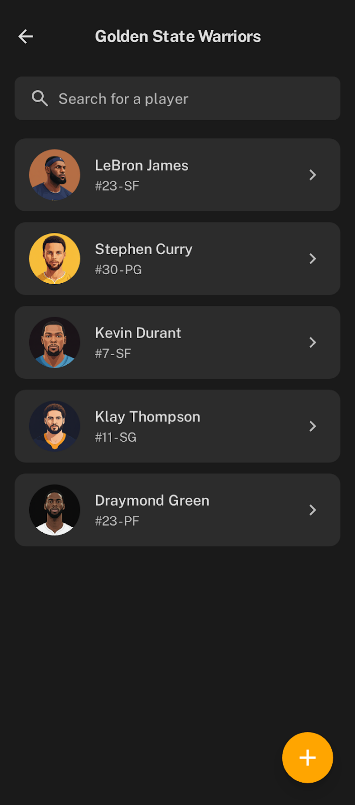 Golden State Warriors
Search for a player
LeBron James
#23-SF
Stephen Curry
#30-PG
Kevin Durant
#7-SF
Klay Thompson
#11-SG
Draymond Green
#23-PF